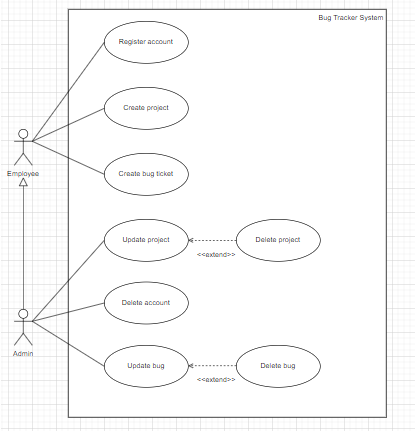 Bug Tracker System
Register account
Create project
Employee
Create bug ticket
Update project
Delete project
<<extend>>
Delete account
Admin
Update bug
Delete bug
<<extend>>